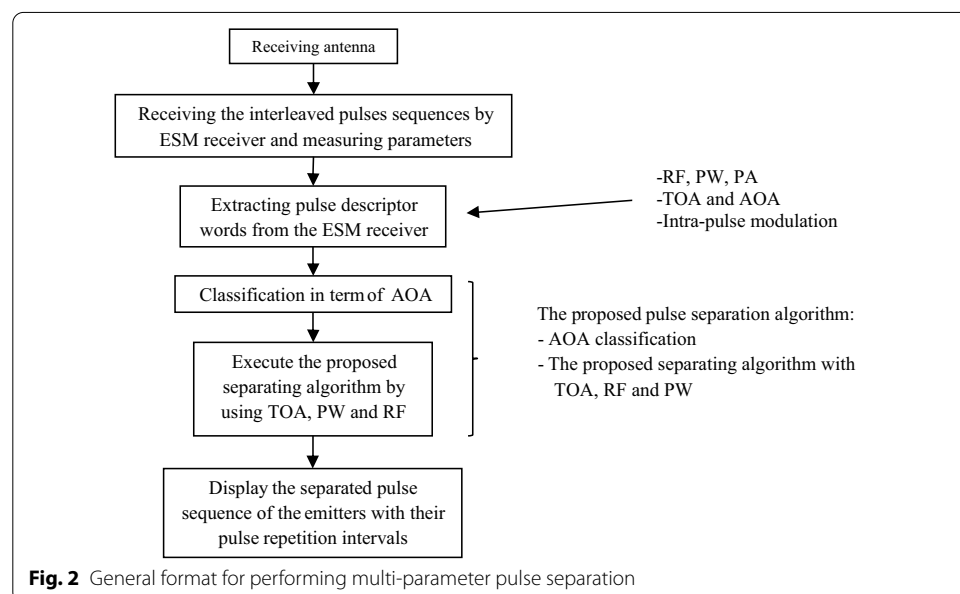 Receiving antenna
Receiving the interleaved pulses sequences by
ESM receiver and measuring parameters
Extracting pulse descriptor
words from the ESM receiver
-RF, PW, PA
-TOA and AOA
-Intra-pulse modulation
Classification in term of AOA
Execute the proposed
separating algorithm by
using TOA, PW and RF
The proposed pulse separation algorithm:
- AOA classification
- The proposed separating algorithm with
TOA, RF and PW
Display the separated pulse
sequence of the emitters with their
pulse repetition intervals
Fig. 2 General format for performing multi-parameter pulse separation